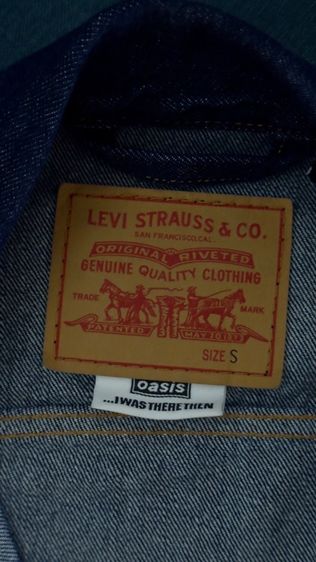 LEVI STRAUSS & CO.
SAN FRANCISCO, CAL.
ORIGINAL RIVETED
GENUINE QUALITY CLOTHING
TRADE MARK
PATENTED MAY 20 1873
SIZE S
oasis
...I WAS THERE THEN